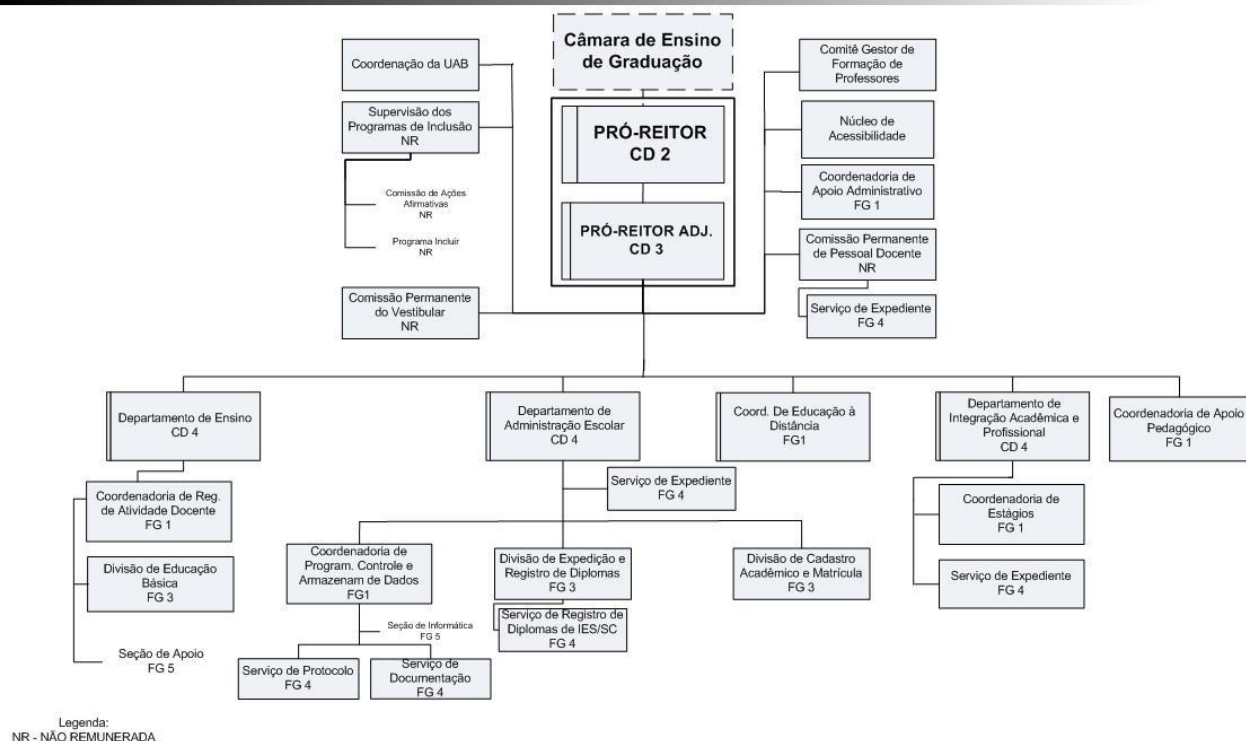 Câmara de Ensino
de Graduação
Coordenação da UAB
Supervisão dos
Programas de Inclusão
NR
Comissão de Ações
Afirmativas
NR
Programa Incluir
NR
Comissão Permanente
do Vestibular
NR
PRÓ-REITOR
CD 2
PRÓ-REITOR ADJ.
CD 3
Comitê Gestor de
Formação de
Professores
Núcleo de
Acessibilidade
Coordenadoria de
Apoio Administrativo
FG 1
Comissão Permanente
de Pessoal Docente
NR
Serviço de Expediente
FG 4
Departamento de Ensino
CD 4
Coordenadoria de Reg.
de Atividade Docente
FG 1
Divisão de Educação
Básica
FG 3
Seção de Apoio
FG 5
Departamento de
Administração Escolar
CD 4
Serviço de Expediente
FG 4
Coordenadoria de
Program. Controle e
Armazenam de Dados
FG1
Seção de Informática
FG 5
Serviço de Protocolo
FG 4
Serviço de
Documentação
FG 4
Divisão de Expedição e
Registro de Diplomas
FG 3
Serviço de Registro de
Diplomas de IES/SC
FG 4
Divisão de Cadastro
Acadêmico e Matrícula
FG 3
Coord. De Educação à
Distância
FG1
Departamento de
Integração Acadêmica e
Profissional
CD 4
Coordenadoria de
Estágios
FG 1
Serviço de Expediente
FG 4
Coordenadoria de Apoio
Pedagógico
FG 1
Legenda:
NR - NÃO REMUNERADA